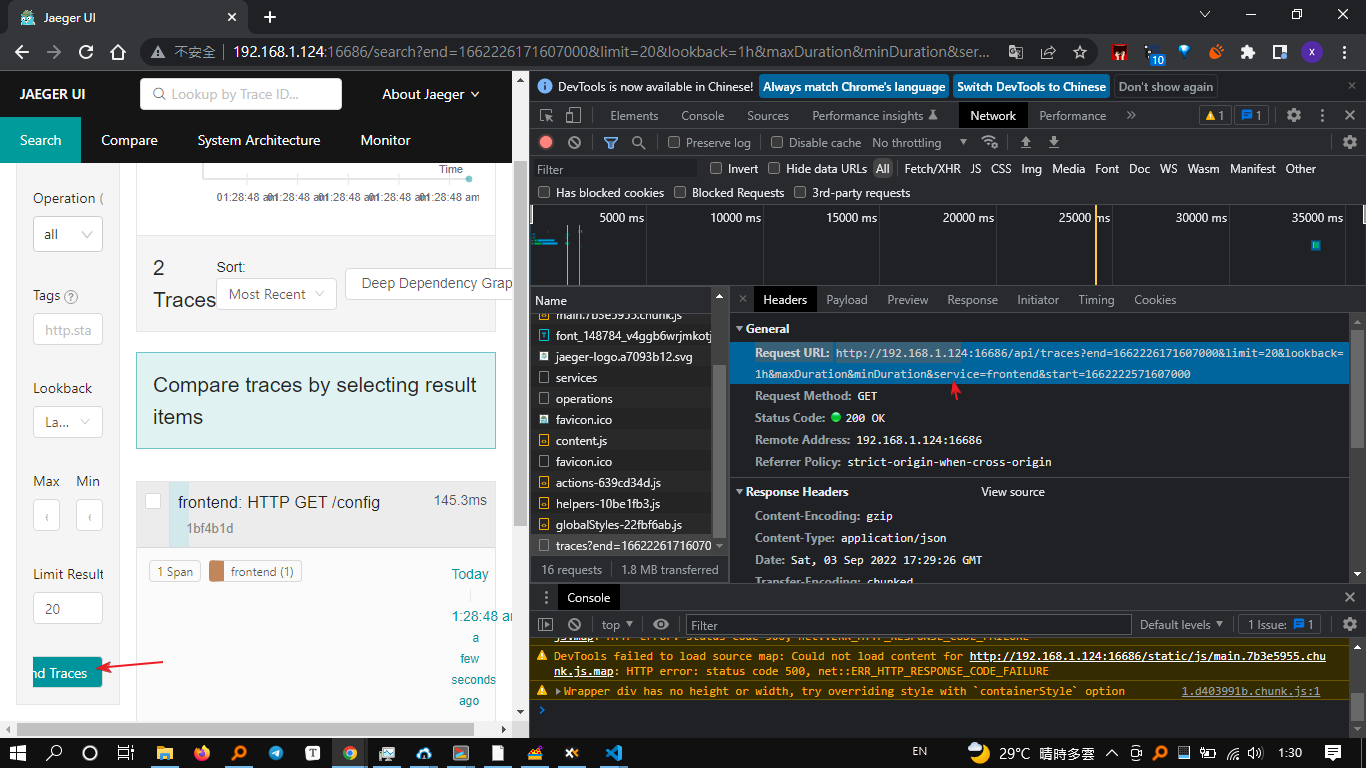 Jaeger UI
不安全 192.168.1.124:16686/search?end=1662226171607000&limit=20&lookback=1h&maxDuration&minDuration&ser...
10
x
JAEGER UI
Lookup by Trace ID...
About Jaeger
Search
Compare
System Architecture
Monitor
Operation (
all
Tags ?
http.sta
Lookback
La...
Max Min
e e
Limit Result
20
nd Traces
Time
01:28:48 am 01:28:48 am 01:28:48 am 01:28:48 am 01:28:48 am
2
Traces
Sort:
Most Recent
Deep Dependency Grap
Compare traces by selecting result
items
frontend: HTTP GET /config
145.3ms
1bf4b1d
1 Span
frontend (1)
Today
1:28:48 am
a
few
seconds
ago
DevTools is now available in Chinese!
Always match Chrome's language
Switch DevTools to Chinese
Don't show again
Elements
Console
Sources
Performance insights
Network
Performance
1
1
Preserve log
Disable cache
No throttling
Filter
Invert
Hide data URLs
All
Fetch/XHR
JS
CSS
Img
Media
Font
Doc
WS
Wasm
Manifest
Other
Has blocked cookies
Blocked Requests
3rd-party requests
5000 ms
10000 ms
15000 ms
20000 ms
25000 ms
30000 ms
35000 ms
Name
main.7b3e5955.chunk.js
font_148784_v4ggb6wrjmkotj
jaeger-logo.a7093b12.svg
services
operations
favicon.ico
content.js
favicon.ico
actions-639cd34d.js
helpers-10be1fb3.js
globalStyles-22fbf6ab.js
traces?end=16622261716070
16 requests
1.8 MB transferred
Headers
Payload
Preview
Response
Initiator
Timing
Cookies
General
Request URL: http://192.168.1.124:16686/api/traces?end=1662226171607000&limit=20&lookback=
1h&maxDuration&minDuration&service=frontend&start=1662222571607000
Request Method: GET
Status Code: 200 OK
Remote Address: 192.168.1.124:16686
Referrer Policy: strict-origin-when-cross-origin
Response Headers
View source
Content-Encoding: gzip
Content-Type: application/json
Date: Sat, 03 Sep 2022 17:29:26 GMT
Transfer-Encoding: chunked
Console
top
Filter
Default levels
1 Issue: 1
js.map: HTTP error: status code 500, net::ERR_HTTP_RESPONSE_CODE_FAILURE
DevTools failed to load source map: Could not load content for http://192.168.1.124:16686/static/js/main.7b3e5955.chu
nk.js.map: HTTP error: status code 500, net::ERR_HTTP_RESPONSE_CODE_FAILURE
Wrapper div has no height or width, try overriding style with `containerStyle` option
1.d403991b.chunk.js:1
T
EN
29°C 晴時多雲
1:30